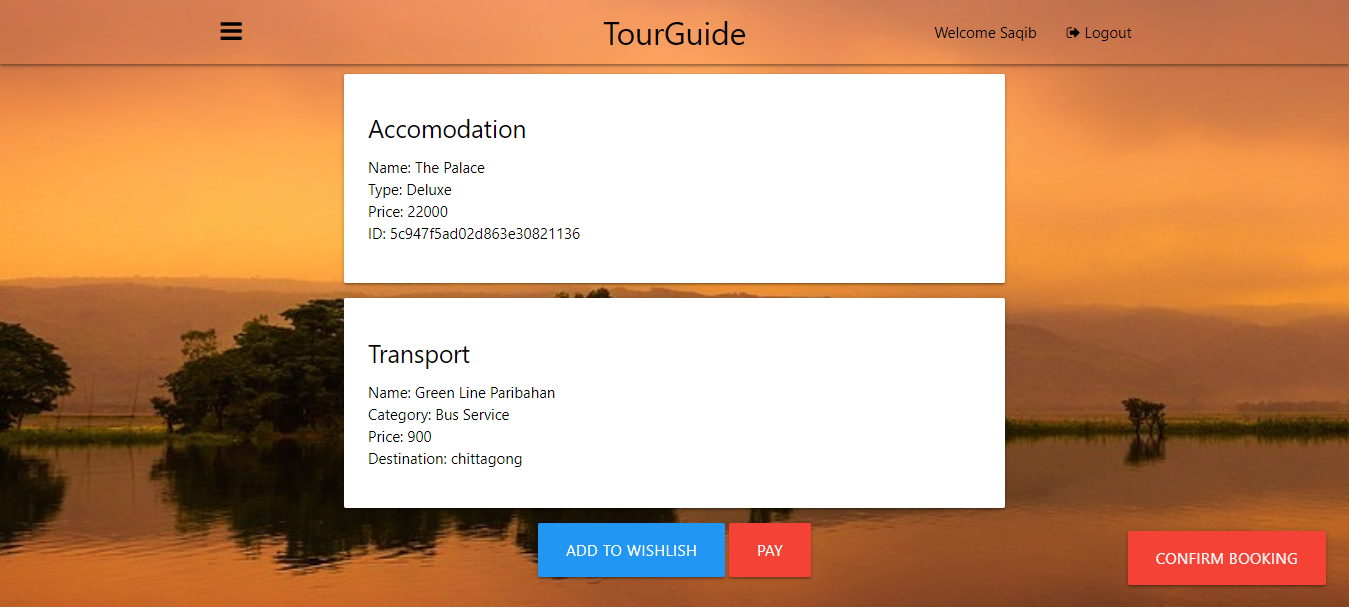 TourGuide
Welcome Saqib
Logout
Accomodation
Name: The Palace
Type: Deluxe
Price: 22000
ID: 5c947f5ad02d863e30821136
Transport
Name: Green Line Paribahan
Category: Bus Service
Price: 900
Destination: chittagong
ADD TO WISHLIST
PAY
CONFIRM BOOKING